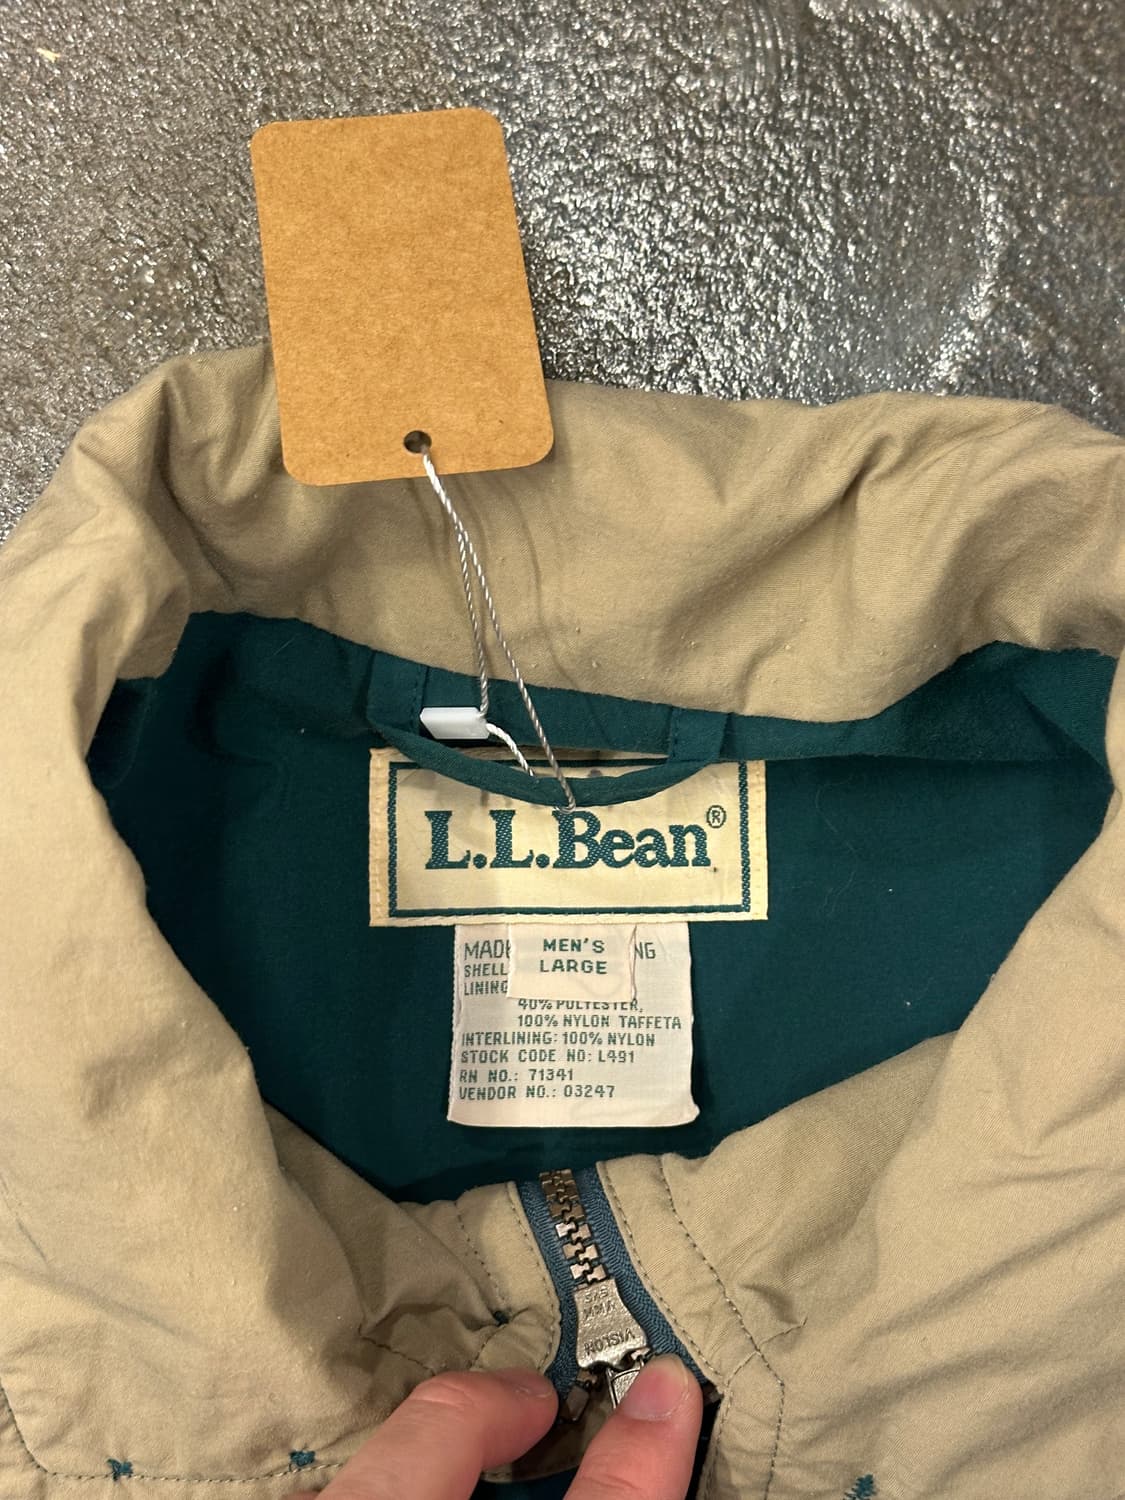 L.L.Bean®
MEN'S
LARGE
MADE NG
SHELL
LINING
40% POLYESTER,
100% NYLON TAFFETA
INTERLINING: 100% NYLON
STOCK CODE NO: L491
RN NO.: 71341
VENDOR NO.: 03247
VISLON